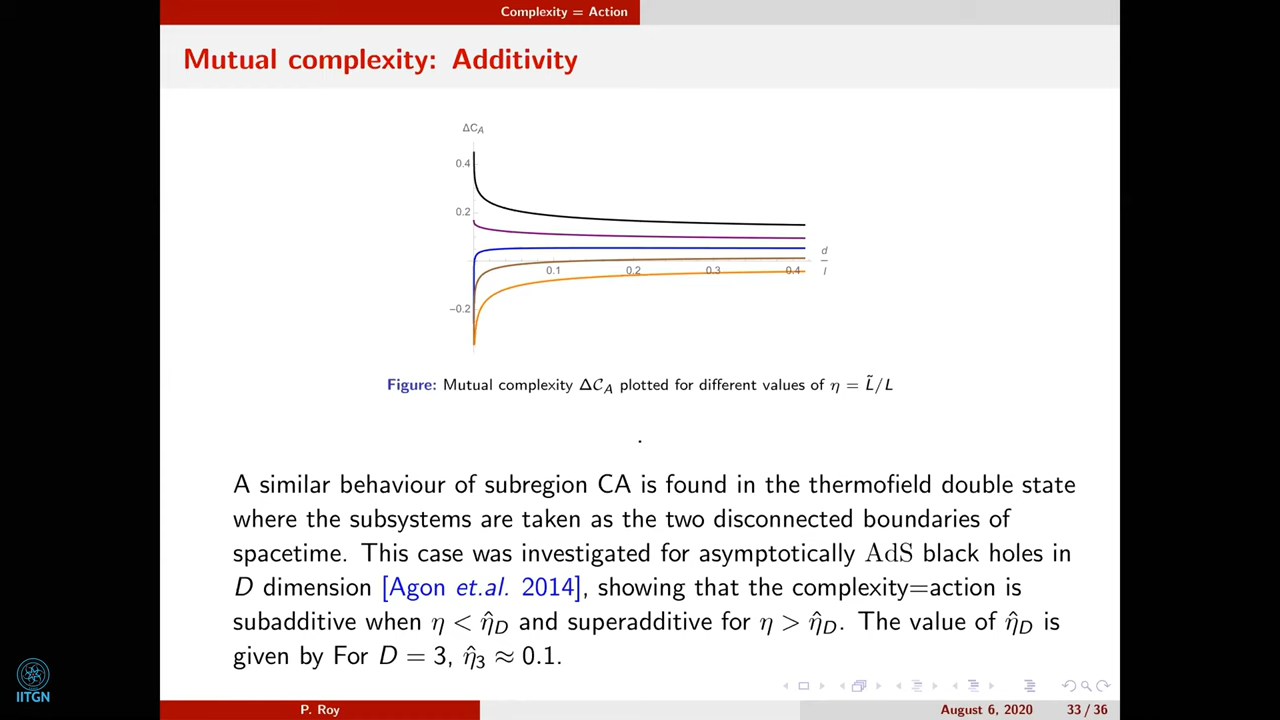 Complexity = Action
Mutual complexity: Additivity
ΔC_A
0.4
0.2
-0.2
0.1
0.2
0.3
0.4
d
l
Figure: Mutual complexity Δ𝒞_A plotted for different values of η = L̃/L
.
A similar behaviour of subregion CA is found in the thermofield double state
where the subsystems are taken as the two disconnected boundaries of
spacetime. This case was investigated for asymptotically AdS black holes in
D dimension [Agon et.al. 2014], showing that the complexity=action is
subadditive when η < η̂_D and superadditive for η > η̂_D. The value of η̂_D is
given by For D = 3, η̂_3 ≈ 0.1.
IITGN
P. Roy
August 6, 2020
33 / 36